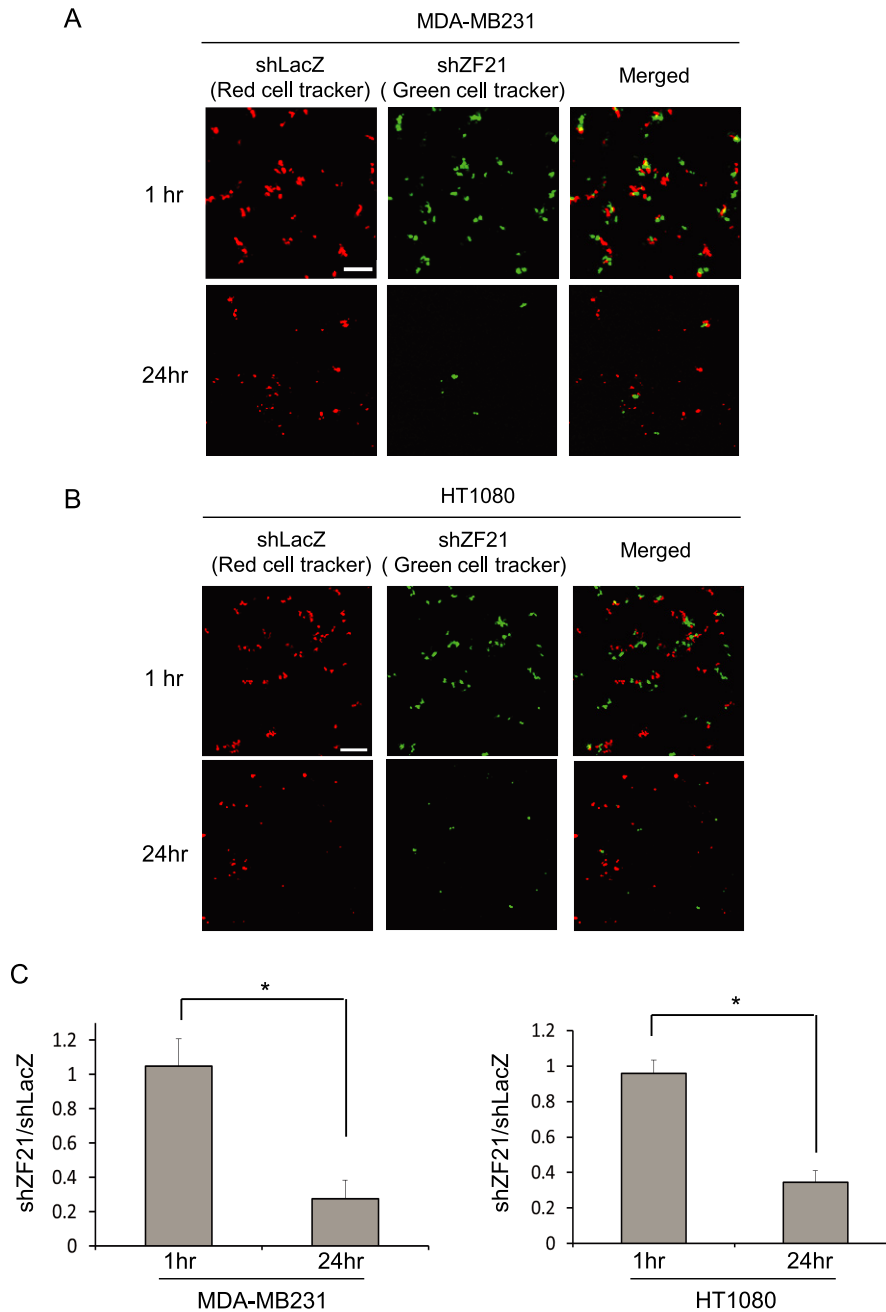 A
MDA-MB231
shLacZ
(Red cell tracker)
shZF21
( Green cell tracker)
Merged
1 hr
24hr
B
HT1080
shLacZ
(Red cell tracker)
shZF21
( Green cell tracker)
Merged
1 hr
24hr
C
shZF21/shLacZ
1.2
1
0.8
0.6
0.4
0.2
0
*
1hr
24hr
MDA-MB231
shZF21/shLacZ
1.2
1
0.8
0.6
0.4
0.2
0
*
1hr
24hr
HT1080